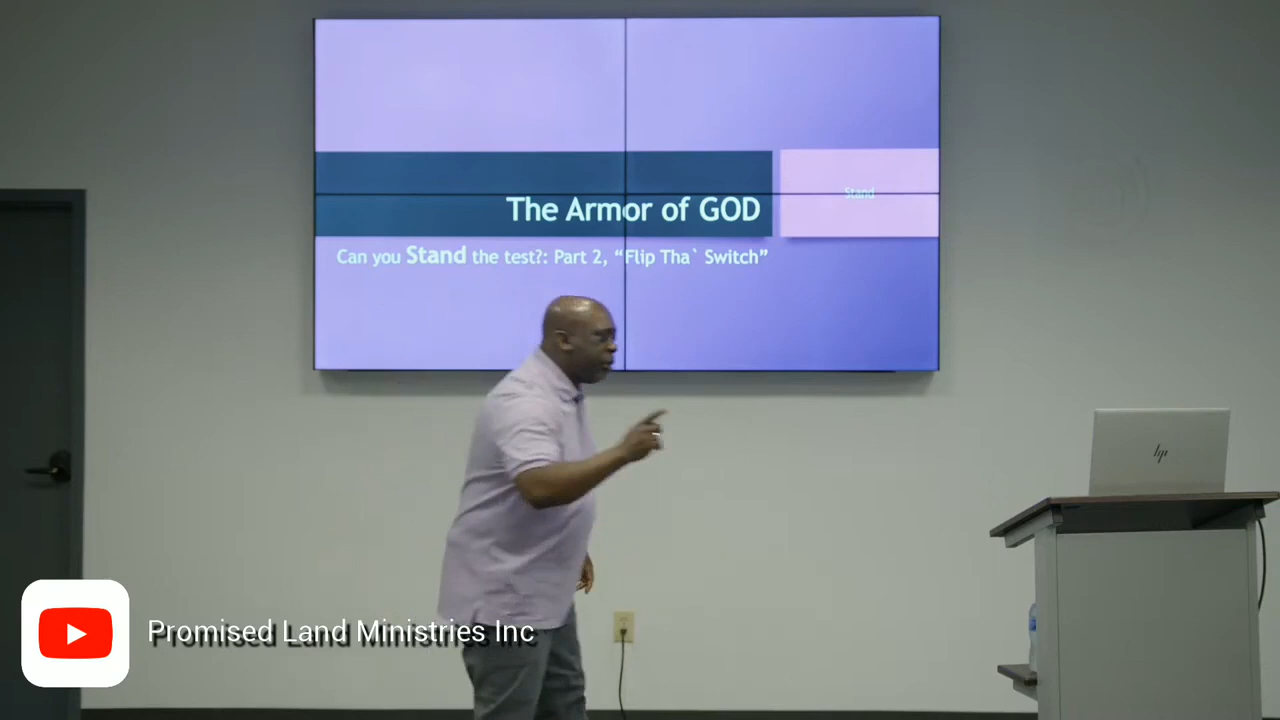 Stand
The Armor of GOD
Can you Stand the test?: Part 2, “Flip Tha` Switch”
hp
Promised Land Ministries Inc